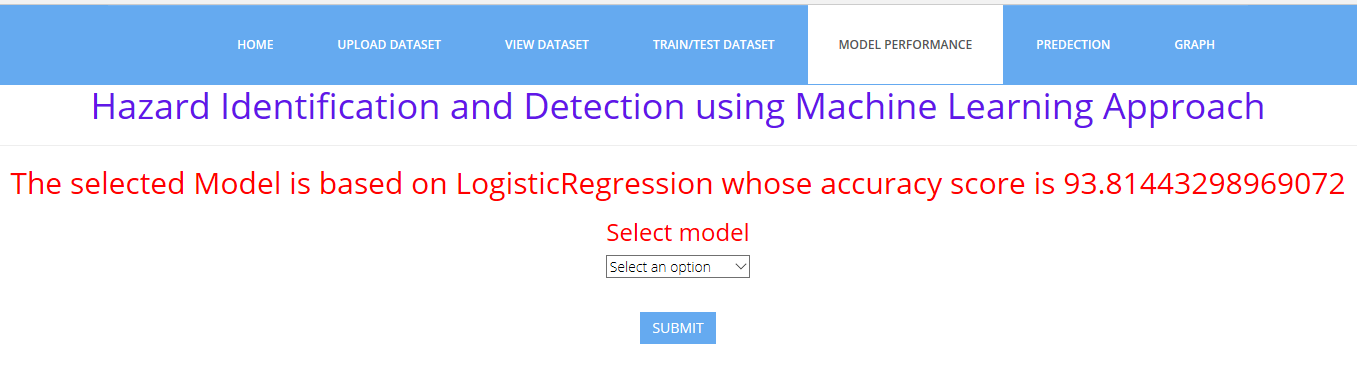 HOME UPLOAD DATASET VIEW DATASET TRAIN/TEST DATASET MODEL PERFORMANCE PREDECTION GRAPH
Hazard Identification and Detection using Machine Learning Approach
The selected Model is based on LogisticRegression whose accuracy score is 93.81443298969072
Select model
Select an option
SUBMIT